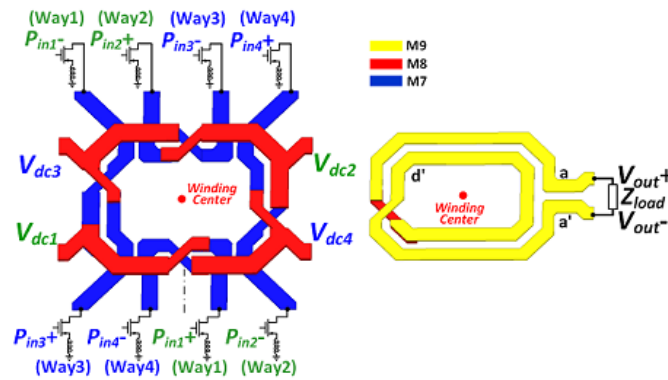 (Way1) (Way2) (Way3) (Way4)
Pin1- Pin2+ Pin3- Pin4+
M9
M8
M7
Vdc3 Vdc2
Winding
Center
Vdc1 Vdc4
d'
a
Winding
Center
a'
Vout+
Zload
Vout-
Pin3+ Pin4- Pin1+ Pin2-
(Way3) (Way4) (Way1) (Way2)